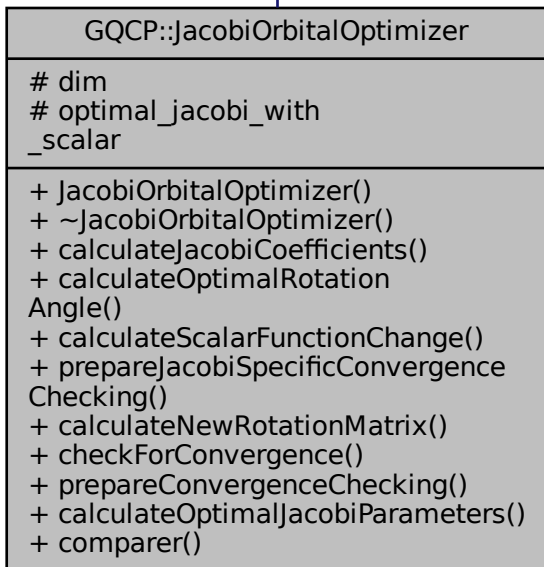 GQCP::JacobiOrbitalOptimizer
# dim
# optimal_jacobi_with
_scalar
+ JacobiOrbitalOptimizer()
+ ~JacobiOrbitalOptimizer()
+ calculateJacobiCoefficients()
+ calculateOptimalRotation
Angle()
+ calculateScalarFunctionChange()
+ prepareJacobiSpecificConvergence
Checking()
+ calculateNewRotationMatrix()
+ checkForConvergence()
+ prepareConvergenceChecking()
+ calculateOptimalJacobiParameters()
+ comparer()